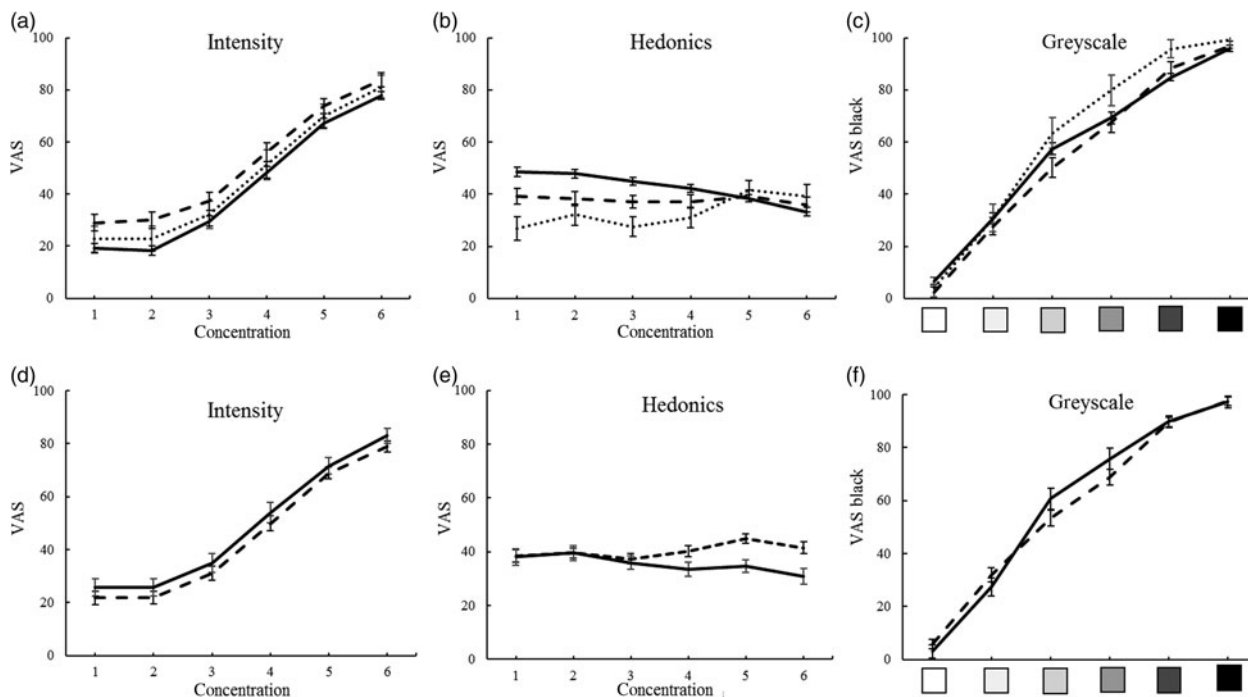 (a)
Intensity
100
80
60
40
20
0
VAS
1 2 3 4 5 6
Concentration
(b)
Hedonics
100
80
60
40
20
0
VAS
1 2 3 4 5 6
Concentration
(c)
Greyscale
100
80
60
40
20
0
VAS black
(d)
Intensity
100
80
60
40
20
0
VAS
1 2 3 4 5 6
Concentration
(e)
Hedonics
100
80
60
40
20
0
VAS
1 2 3 4 5 6
Concentration
(f)
Greyscale
100
80
60
40
20
0
VAS black